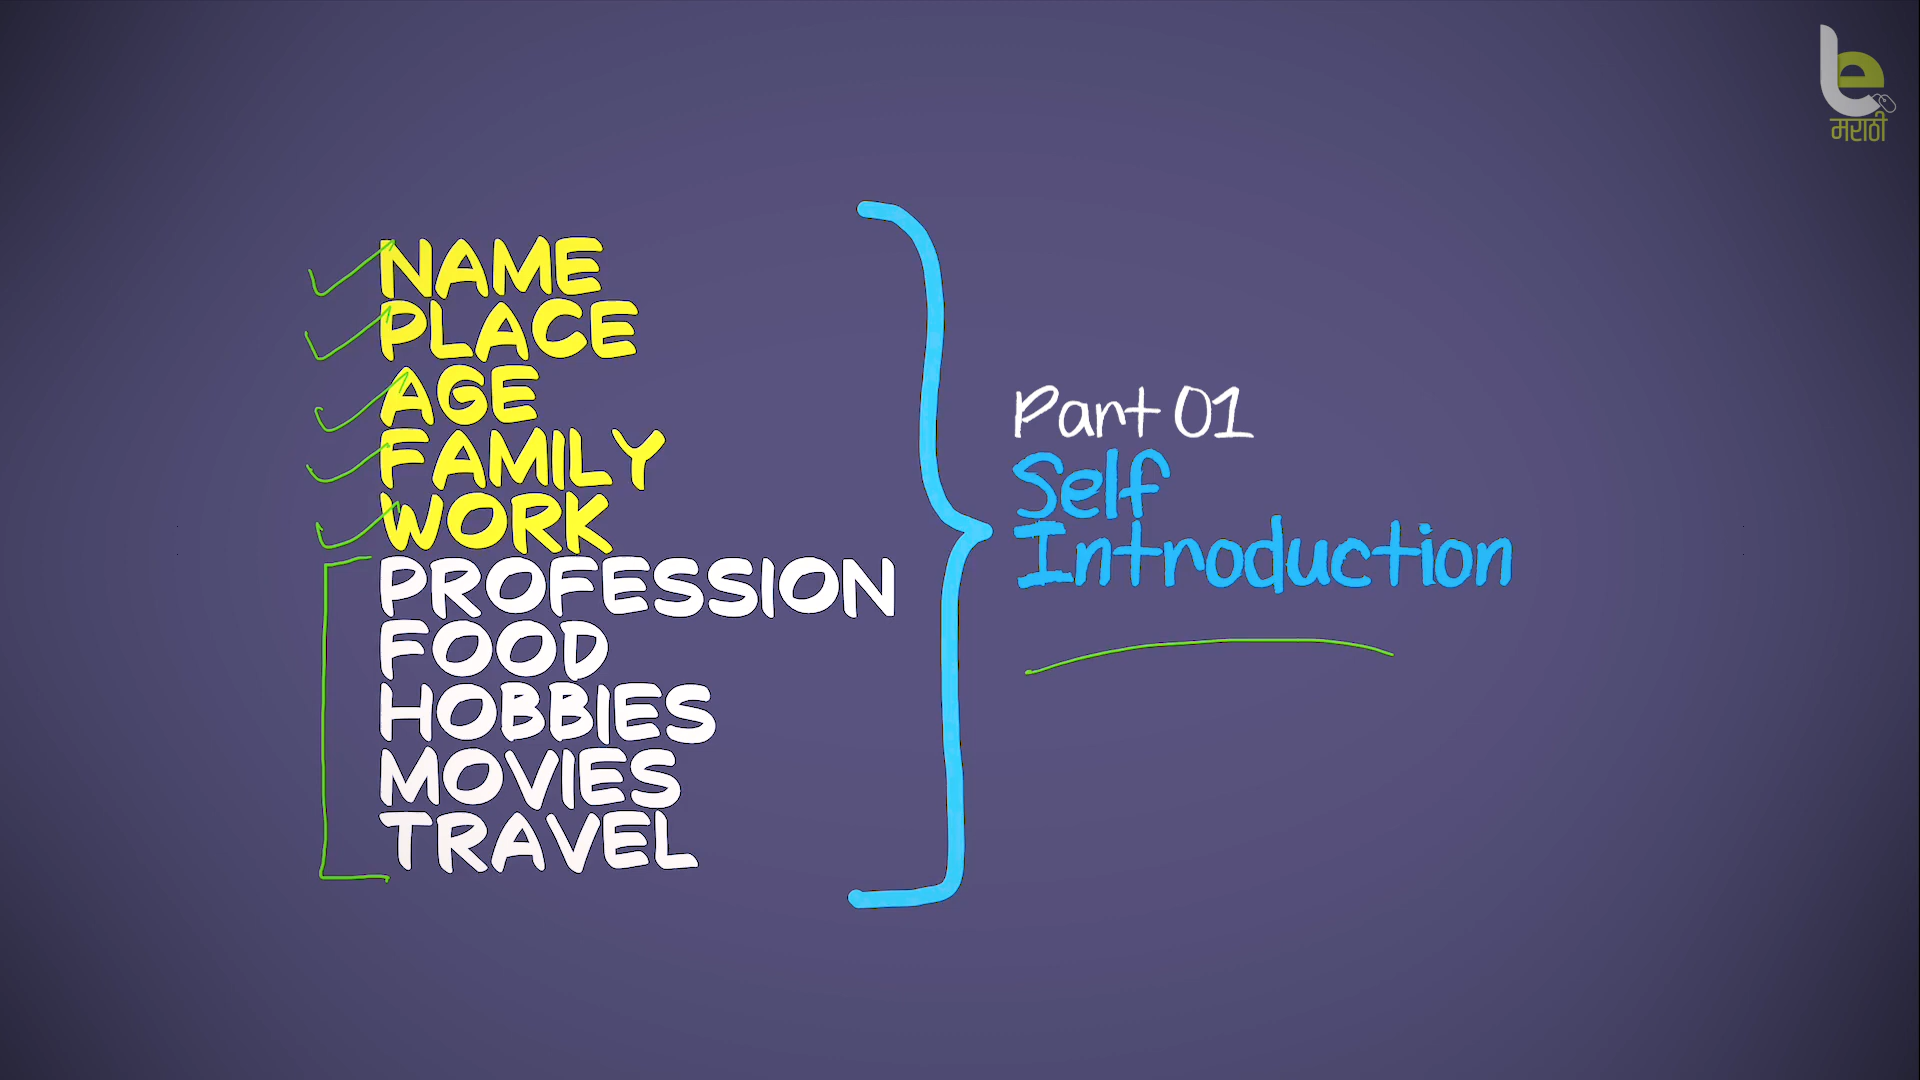 मराठी
NAME
PLACE
AGE
FAMILY
WORK
PROFESSION
FOOD
HOBBIES
MOVIES
TRAVEL
Part 01
Self
Introduction